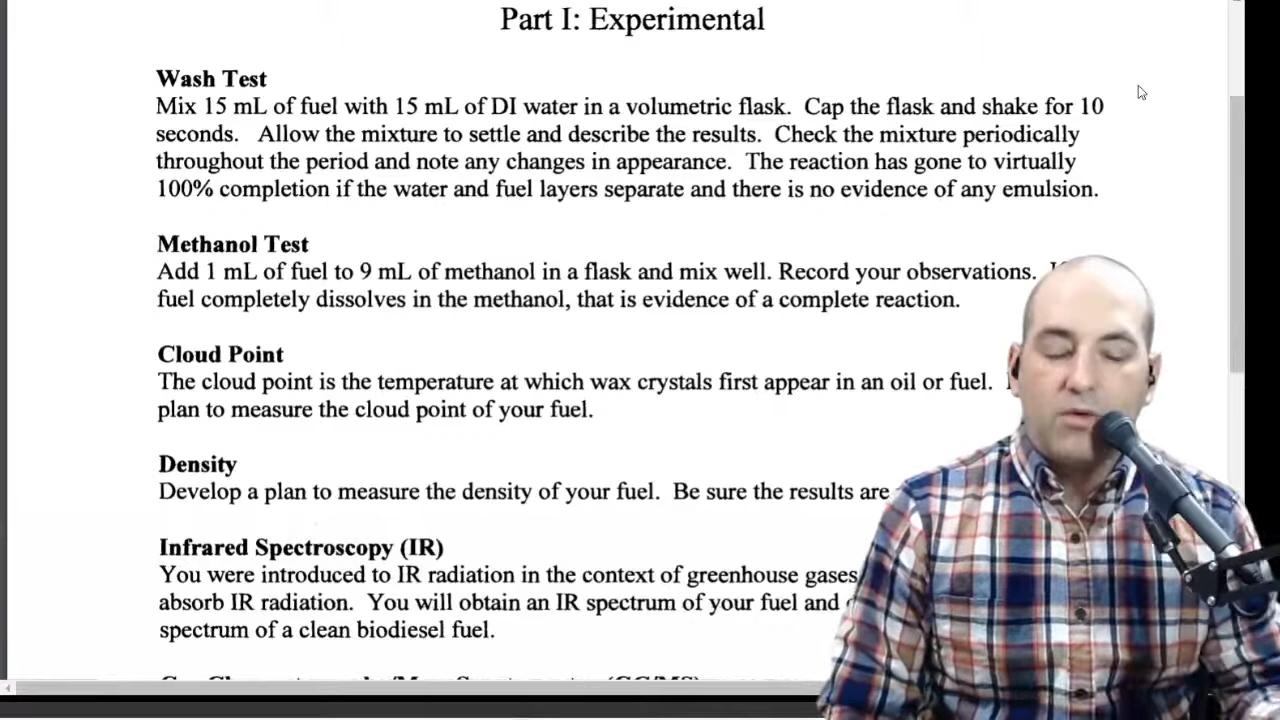 Part I: Experimental
Wash Test
Mix 15 mL of fuel with 15 mL of DI water in a volumetric flask. Cap the flask and shake for 10
seconds. Allow the mixture to settle and describe the results. Check the mixture periodically
throughout the period and note any changes in appearance. The reaction has gone to virtually
100% completion if the water and fuel layers separate and there is no evidence of any emulsion.
Methanol Test
Add 1 mL of fuel to 9 mL of methanol in a flask and mix well. Record your observations.
fuel completely dissolves in the methanol, that is evidence of a complete reaction.
Cloud Point
The cloud point is the temperature at which wax crystals first appear in an oil or fuel.
plan to measure the cloud point of your fuel.
Density
Develop a plan to measure the density of your fuel. Be sure the results are
Infrared Spectroscopy (IR)
You were introduced to IR radiation in the context of greenhouse gases
absorb IR radiation. You will obtain an IR spectrum of your fuel and
spectrum of a clean biodiesel fuel.